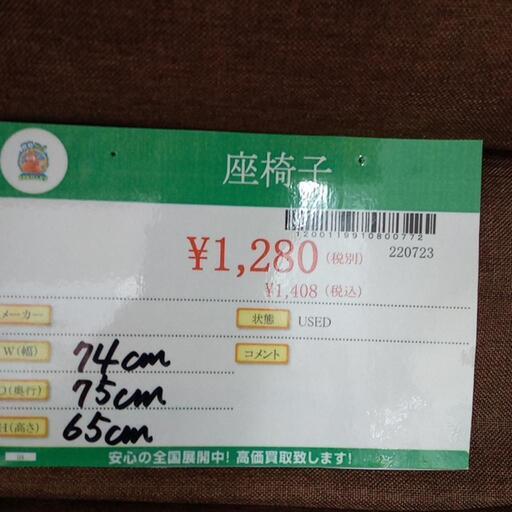 座椅子
1200119910800772
¥1,280（税別）
220723
¥1,408（税込）
メーカー
状態 USED
W（幅） 74cm
コメント
D（奥行） 75cm
H（高さ） 65cm
安心の全国展開中! 高価買取致します!